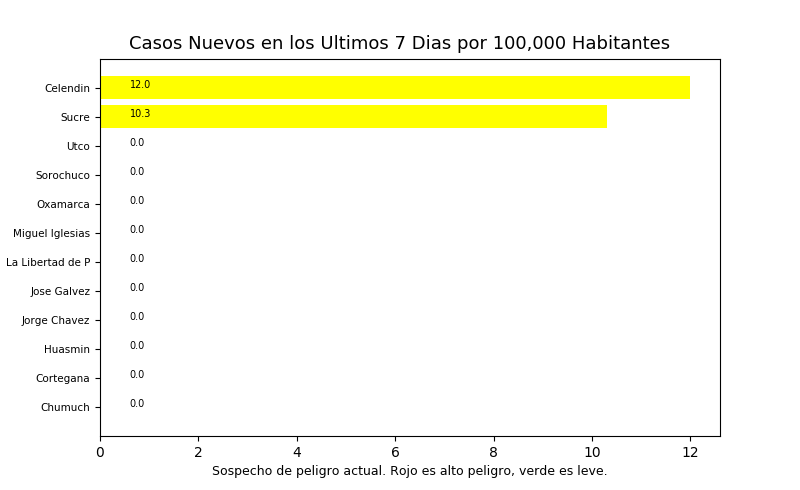 Casos Nuevos en los Ultimos 7 Dias por 100,000 Habitantes
Celendin 12.0
Sucre 10.3
Utco 0.0
Sorochuco 0.0
Oxamarca 0.0
Miguel Iglesias 0.0
La Libertad de P 0.0
Jose Galvez 0.0
Jorge Chavez 0.0
Huasmin 0.0
Cortegana 0.0
Chumuch 0.0
0 2 4 6 8 10 12
Sospecho de peligro actual. Rojo es alto peligro, verde es leve.